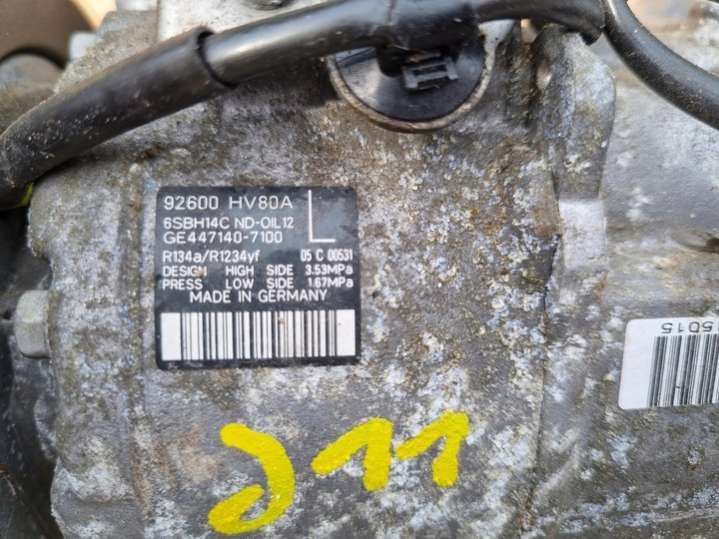 92600 HV80A
6SBH14C ND-OIL12
GE447140-7100
L
R134a/R1234yf 05 C 00531
DESIGN HIGH SIDE 3.53MPa
PRESS LOW SIDE 1.67MPa
MADE IN GERMANY
5015
J11